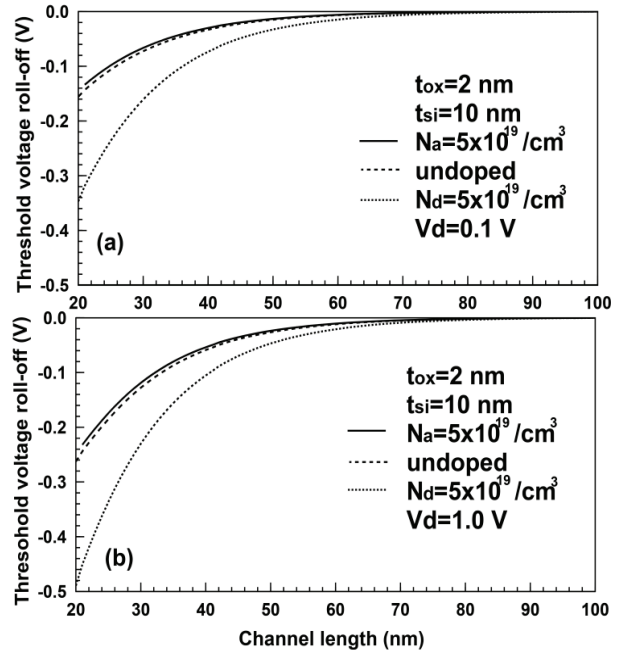 0.0
-0.1
-0.2
-0.3
-0.4
-0.5
Threshold voltage roll-off (V)
tox=2 nm
tsi=10 nm
Na=5x10^19/cm^3
undoped
Nd=5x10^19/cm^3
Vd=0.1 V
(a)
20 30 40 50 60 70 80 90 100
0.0
-0.1
-0.2
-0.3
-0.4
-0.5
Thresohold voltage roll-off (V)
tox=2 nm
tsi=10 nm
Na=5x10^19/cm^3
undoped
Nd=5x10^19/cm^3
Vd=1.0 V
(b)
20 30 40 50 60 70 80 90 100
Channel length (nm)